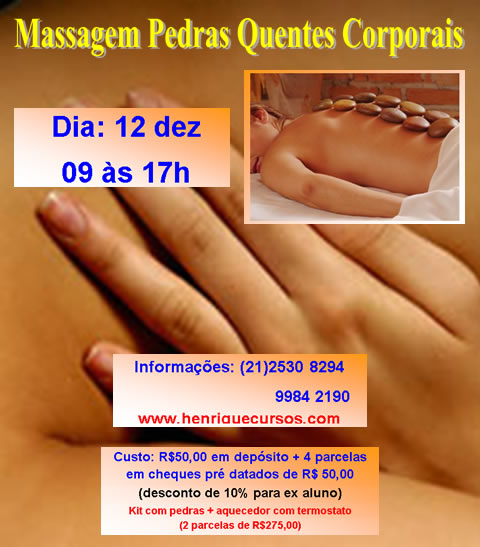 Massagem Pedras Quentes Corporais
Dia: 12 dez
09 às 17h
Informações: (21)2530 8294
9984 2190
www.henriquecursos.com
Custo: R$50,00 em depósito + 4 parcelas
em cheques pré datados de R$ 50,00
(desconto de 10% para ex aluno)
Kit com pedras + aquecedor com termostato
(2 parcelas de R$275,00)